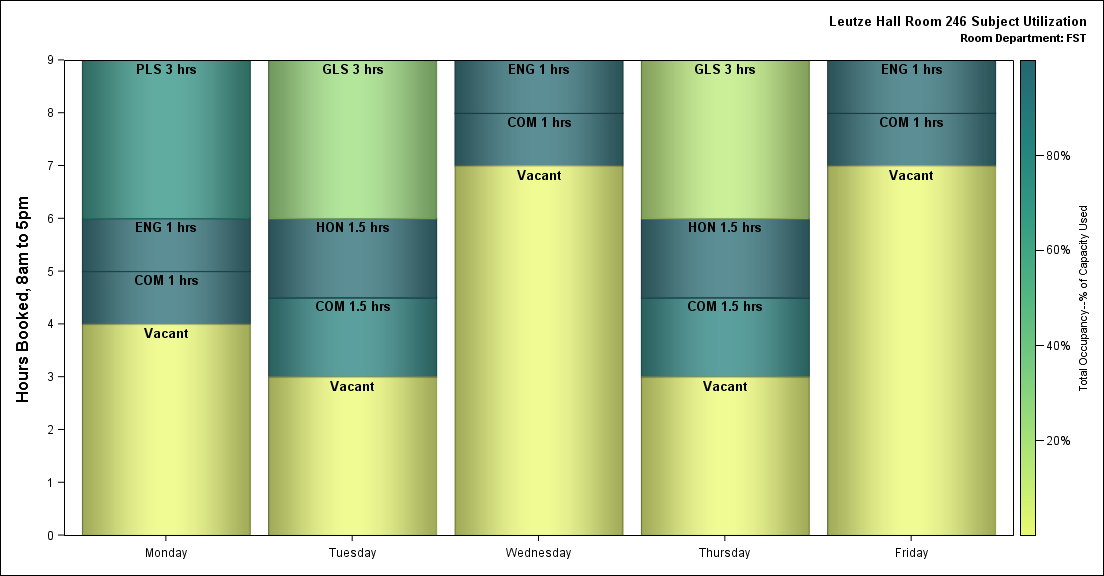 Leutze Hall Room 246 Subject Utilization
Room Department: FST
Hours Booked, 8am to 5pm
9
8
7
6
5
4
3
2
1
0
PLS 3 hrs
ENG 1 hrs
COM 1 hrs
Vacant
GLS 3 hrs
HON 1.5 hrs
COM 1.5 hrs
Vacant
ENG 1 hrs
COM 1 hrs
Vacant
GLS 3 hrs
HON 1.5 hrs
COM 1.5 hrs
Vacant
ENG 1 hrs
COM 1 hrs
Vacant
Monday
Tuesday
Wednesday
Thursday
Friday
80%
60%
40%
20%
Total Occupancy--% of Capacity Used